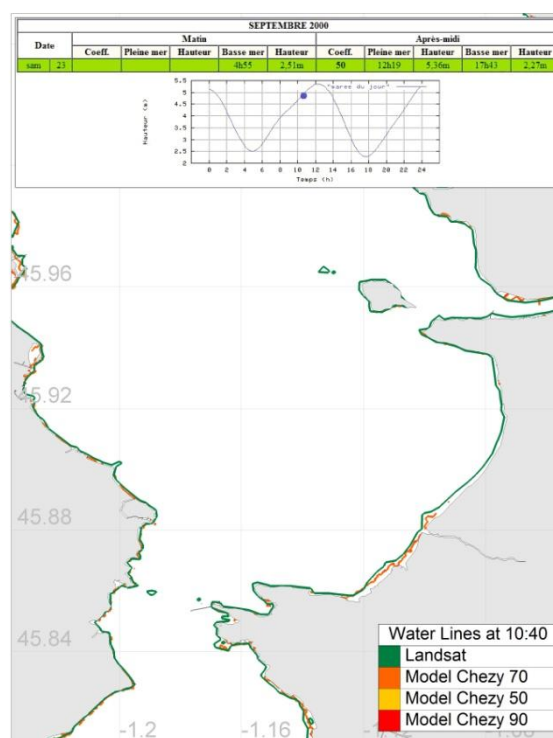 SEPTEMBRE 2000
Date Matin Après-midi
Coeff. Pleine mer Hauteur Basse mer Hauteur Coeff. Pleine mer Hauteur Basse mer Hauteur
sam 23 4h55 2,51m 50 12h19 5,36m 17h43 2,27m
"maree du jour"
Hauteur (m)
5.5
5
4.5
4
3.5
3
2.5
2
0 2 4 6 8 10 12 14 16 18 20 22 24
Temps (h)
45.96
45.92
45.88
45.84
Water Lines at 10:40
Landsat
Model Chezy 70
Model Chezy 50
Model Chezy 90
-1.2 -1.16